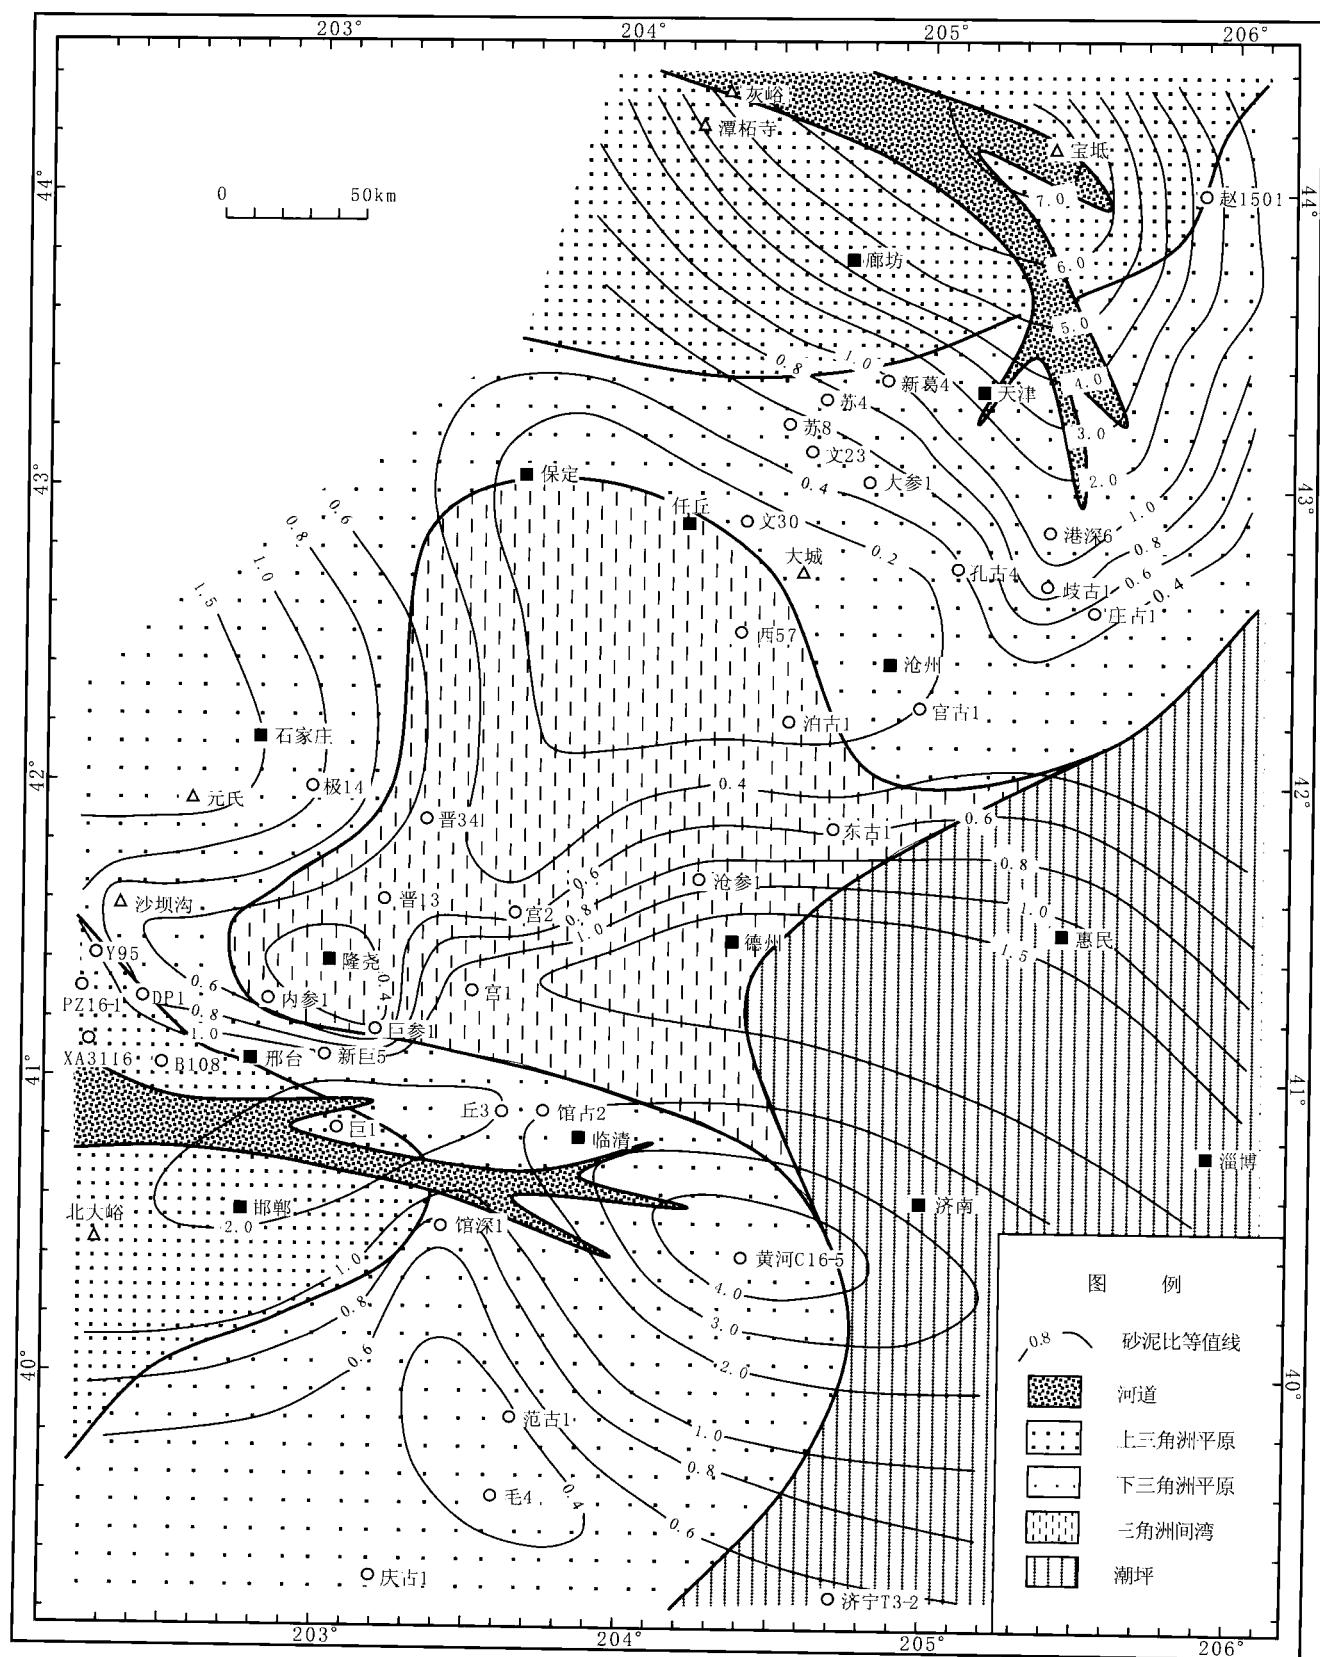 203°
204°
205°
206°
灰峪
潭柘寺
宝坻
44°
0
50km
7.0
赵1501
44°
廊坊
6.0
5.0
1.0
0.8
新葛4
4.0
天津
苏4
苏8
3.0
文23
43°
保定
0.4
大参1
2.0
43°
0.6
仟丘
文30
1.0
0.8
港深6
大城
0.2
0.8
1.0
孔古4
0.6
1.5
歧古1
0.4
庄古1
西57
沧州
官古1
石家庄
泊古1
42°
极14
0.4
42°
元氏
晋34
东古1
0.6
0.8
沧参1
0.6
沙坝沟
晋13
宫2
0.8
1.0
1.0
德州
惠民
Y95
隆尧
1.5
0.6
0.4
PZ16-1
DP1
内参1
宫1
0.8
1.0
巨参1
XA3116
B108
邢台
新巨5
41°
41°
丘3
馆古2
巨1
临清
淄博
北大峪
邯郸
济南
2.0
馆深1
1.0
黄河C16-5
4.0
图 例
0.8
3.0
0.8
砂泥比等值线
0.6
2.0
40°
40°
河道
范古1
1.0
上三角洲平原
0.8
毛4
0.4
下三角洲平原
0.6
三角洲间湾
庆古1
潮坪
济宁T3-2
203°
204°
205°
206°